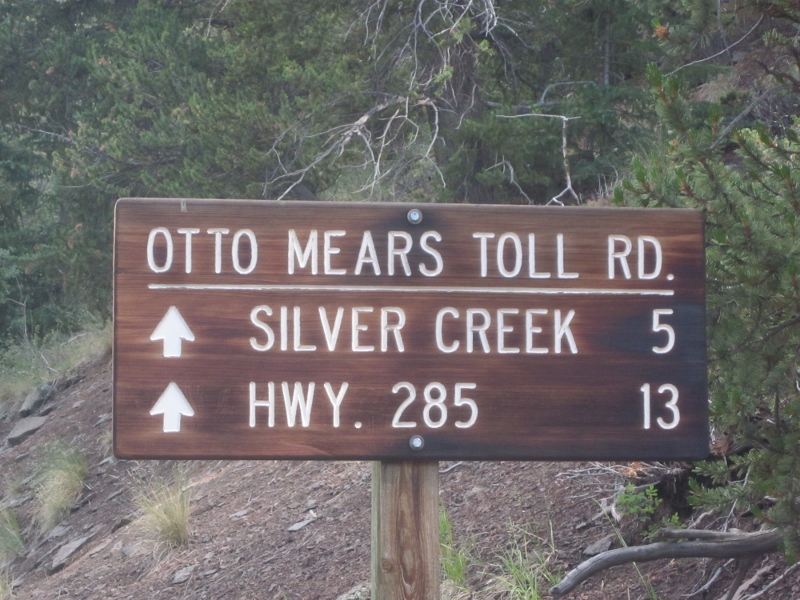 OTTO MEARS TOLL RD.
SILVER CREEK 5
HWY. 285 13